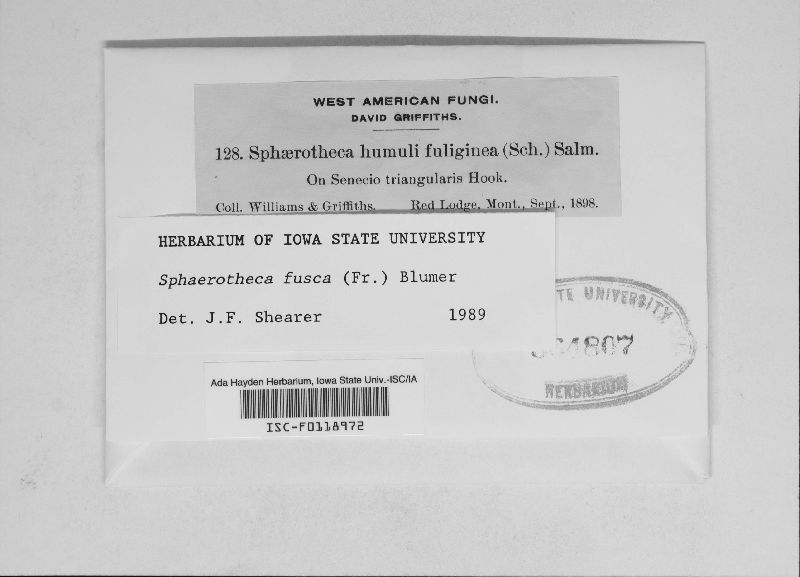 WEST AMERICAN FUNGI.
DAVID GRIFFITHS.
128. Sphærotheca humuli fuliginea (Sch.) Salm.
On Senecio triangularis Hook.
Coll. Williams & Griffiths. Red Lodge, Mont., Sept., 1898.
HERBARIUM OF IOWA STATE UNIVERSITY
Sphaerotheca fusca (Fr.) Blumer
Det. J.F. Shearer 1989
UNIVERSITY
HERBARIUM
Ada Hayden Herbarium, Iowa State Univ.-ISC/IA
ISC-F0118972